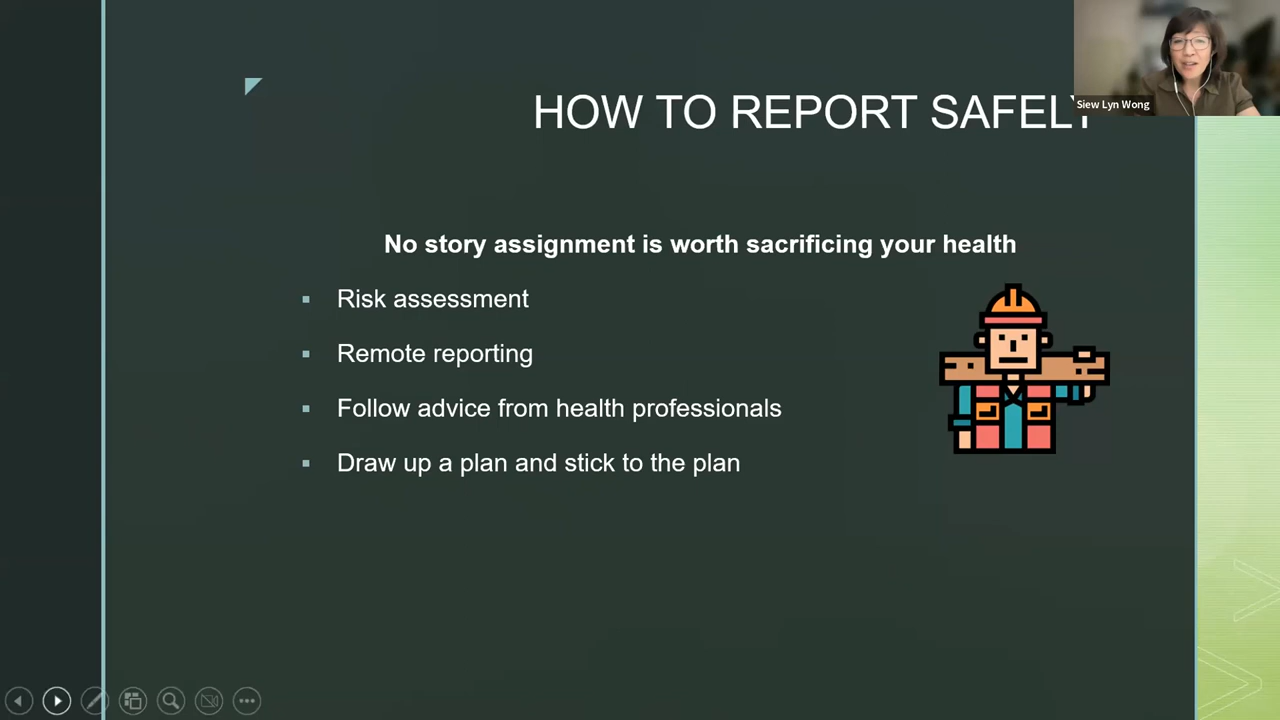 HOW TO REPORT SAFELY
Siew Lyn Wong
No story assignment is worth sacrificing your health
▪ Risk assessment
▪ Remote reporting
▪ Follow advice from health professionals
▪ Draw up a plan and stick to the plan